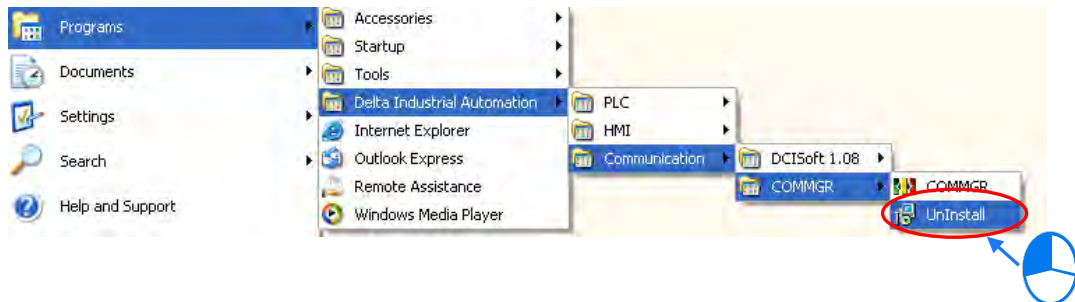 Programs
Documents
Settings
Search
Help and Support
Accessories
Startup
Tools
Delta Industrial Automation
Internet Explorer
Outlook Express
Remote Assistance
Windows Media Player
PLC
HMI
Communication
DCISoft 1.08
COMMGR
COMMGR
UnInstall